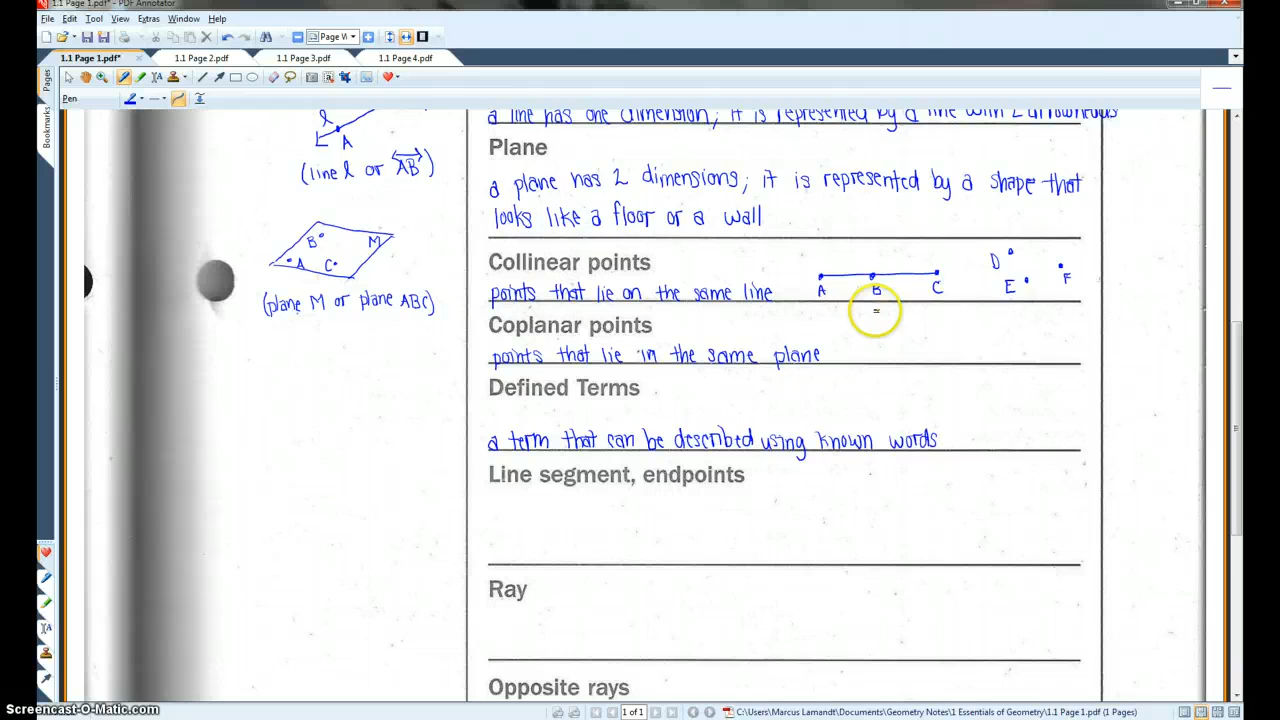 1.1 Page 1.pdf* - PDF Annotator
File Edit Tool View Extras Window Help
Page W
1.1 Page 1.pdf* 1.1 Page 2.pdf 1.1 Page 3.pdf 1.1 Page 4.pdf
Pen
Pages
Bookmarks
l
A
(line l or AB)
B M
A C
(plane M or plane ABC)
a line has one dimension; it is represented by a line with 2 arrowheads
Plane
a plane has 2 dimensions; it is represented by a shape that
looks like a floor or a wall
Collinear points
points that lie on the same line
A B C
D E F
Coplanar points
points that lie in the same plane
Defined Terms
a term that can be described using known words
Line segment, endpoints
Ray
Opposite rays
Screencast-O-Matic.com
1 of 1
C:\Users\Marcus Lamandt\Documents\Geometry Notes\1 Essentials of Geometry\1.1 Page 1.pdf (1 Pages)